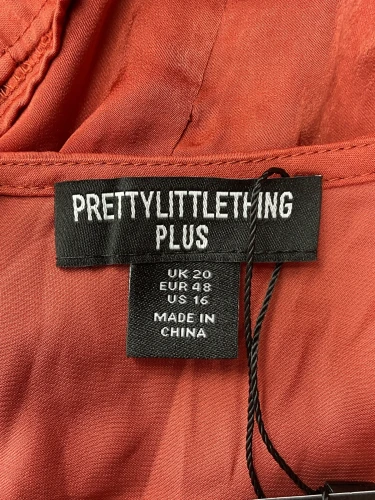 PRETTYLITTLETHING
PLUS
UK 20
EUR 48
US 16
MADE IN
CHINA